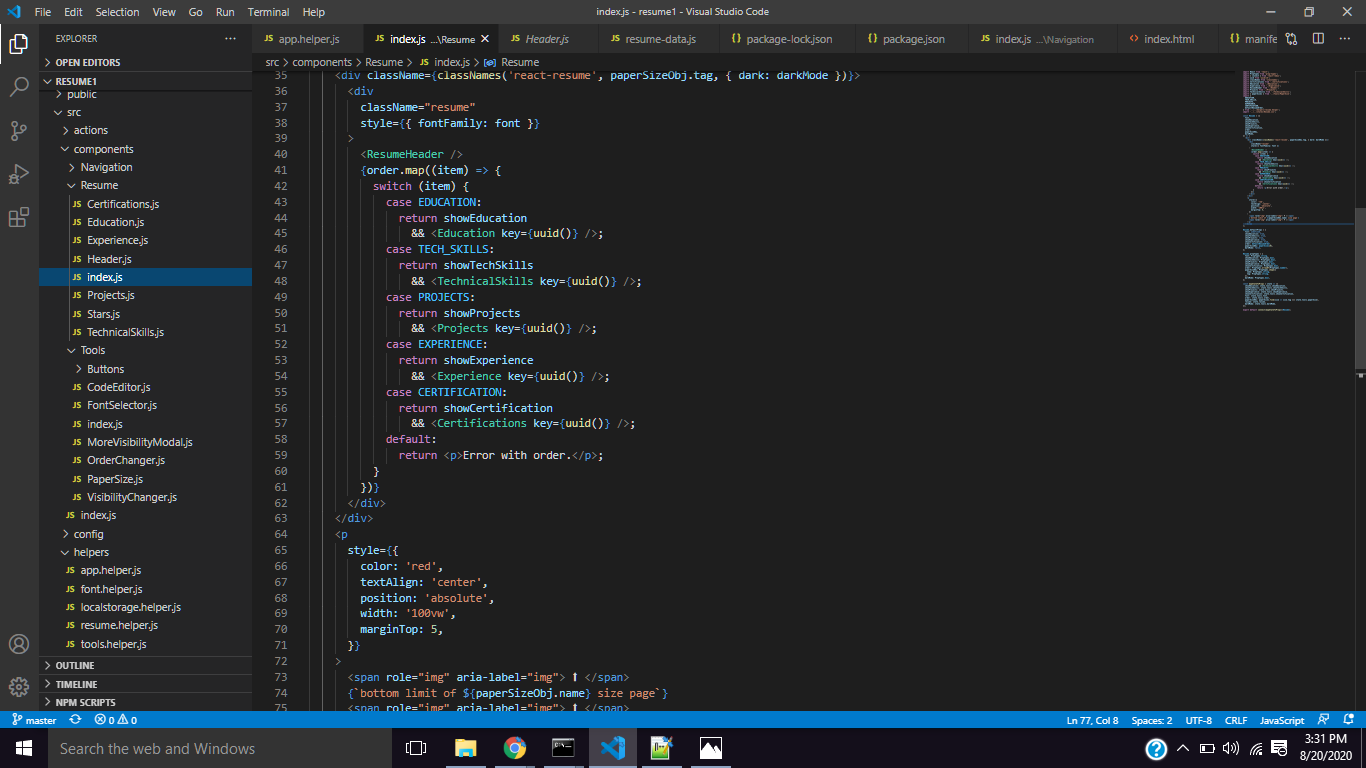 File Edit Selection View Go Run Terminal Help
index.js - resume1 - Visual Studio Code
EXPLORER
OPEN EDITORS
RESUME1
public
src
actions
components
Navigation
Resume
JS Certifications.js
JS Education.js
JS Experience.js
JS Header.js
JS index.js
JS Projects.js
JS Stars.js
JS TechnicalSkills.js
Tools
Buttons
JS CodeEditor.js
JS FontSelector.js
JS index.js
JS MoreVisibilityModal.js
JS OrderChanger.js
JS PaperSize.js
JS VisibilityChanger.js
JS index.js
config
helpers
JS app.helper.js
JS font.helper.js
JS localstorage.helper.js
JS resume.helper.js
JS tools.helper.js
OUTLINE
TIMELINE
NPM SCRIPTS
JS app.helper.js JS index.js ...\Resume JS Header.js JS resume-data.js {} package-lock.json {} package.json JS index.js ...\Navigation <> index.html {} manife
src > components > Resume > JS index.js > Resume
35 <div className={classNames('react-resume', paperSizeObj.tag, { dark: darkMode })}>
36 <div
37 className="resume"
38 style={{ fontFamily: font }}
39 >
40 <ResumeHeader />
41 {order.map((item) => {
42 switch (item) {
43 case EDUCATION:
44 return showEducation
45 && <Education key={uuid()} />;
46 case TECH_SKILLS:
47 return showTechSkills
48 && <TechnicalSkills key={uuid()} />;
49 case PROJECTS:
50 return showProjects
51 && <Projects key={uuid()} />;
52 case EXPERIENCE:
53 return showExperience
54 && <Experience key={uuid()} />;
55 case CERTIFICATION:
56 return showCertification
57 && <Certifications key={uuid()} />;
58 default:
59 return <p>Error with order.</p>;
60 }
61 })}
62 </div>
63 </div>
64 <p
65 style={{
66 color: 'red',
67 textAlign: 'center',
68 position: 'absolute',
69 width: '100vw',
70 marginTop: 5,
71 }}
72 >
73 <span role="img" aria-label="img"> ⬆ </span>
74 {`bottom limit of ${paperSizeObj.name} size page`}
75 <span role="img" aria-label="img"> ⬆ </span>
master 0 0 Ln 77, Col 8 Spaces: 2 UTF-8 CRLF JavaScript
Search the web and Windows
3:31 PM
8/20/2020